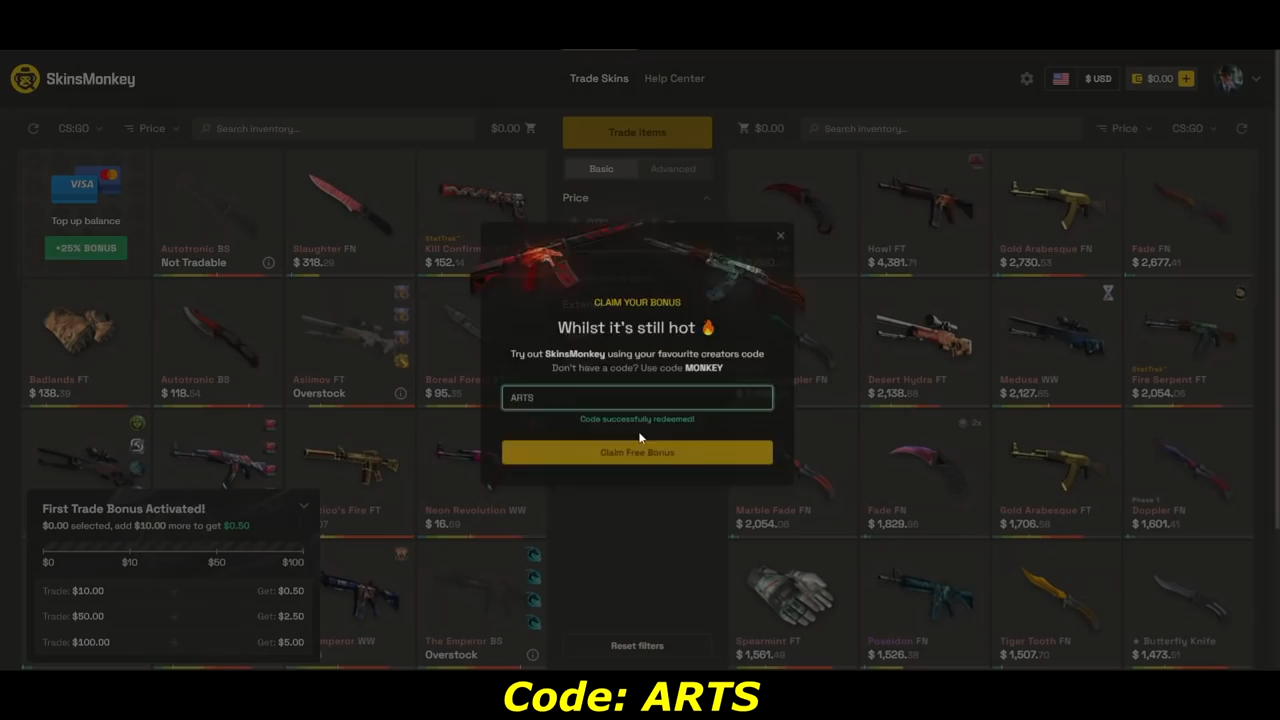 SkinsMonkey
Trade Skins Help Center
$ USD $0.00 +
CS:GO Price Search inventory... $0.00
Trade items
$0.00 Search inventory... Price CS:GO
Basic Advanced
Price
VISA
Top up balance
+25% BONUS
Autotronic BS
Not Tradable
Slaughter FN
$ 318.29
StatTrak™
Kill Confirm
$ 152.14
Howl FT
$ 4,381.71
Gold Arabesque FN
$ 2,730.53
Fade FN
$ 2,677.41
CLAIM YOUR BONUS
Whilst it's still hot 🔥
Try out SkinsMonkey using your favourite creators code
Don't have a code? Use code MONKEY
ARTS
Code successfully redeemed!
Claim Free Bonus
Badlands FT
$ 138.39
Autotronic BS
$ 118.54
Asiimov FT
Overstock
Boreal Fore
$ 95.35
pler FN
Desert Hydra FT
$ 2,138.88
Medusa WW
$ 2,127.85
StatTrak™
Fire Serpent FT
$ 2,054.06
2x
rico's Fire FT
07
Neon Revolution WW
$ 16.69
Marble Fade FN
$ 2,054.06
Fade FN
$ 1,829.96
Gold Arabesque FT
$ 1,706.58
Phase 1
Doppler FN
$ 1,601.41
First Trade Bonus Activated!
$0.00 selected, add $10.00 more to get $0.50
$0 $10 $50 $100
Trade: $10.00 Get: $0.50
Trade: $50.00 Get: $2.50
Trade: $100.00 Get: $5.00
mperor WW
The Emperor BS
Overstock
Reset filters
Spearmint FT
$ 1,561.49
Poseidon FN
$ 1,526.38
Tiger Tooth FN
$ 1,507.70
★ Butterfly Knife
$ 1,473.51
Code: ARTS